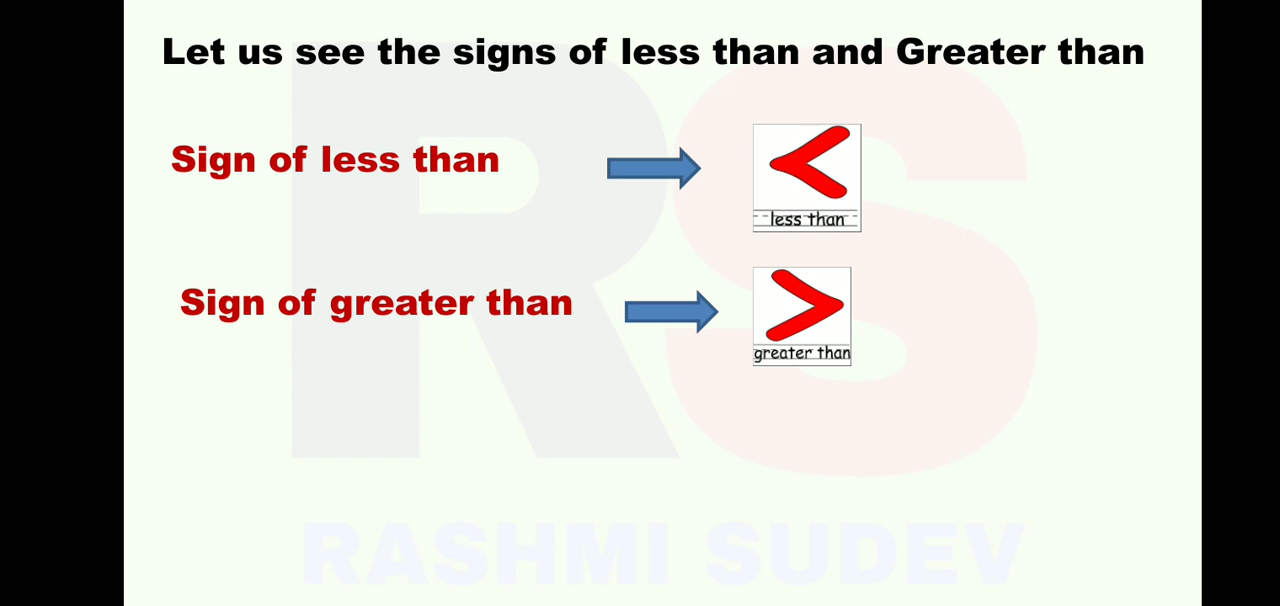 Let us see the signs of less than and Greater than
Sign of less than
<
less than
Sign of greater than
>
greater than
RS
RASHMI SUDEV